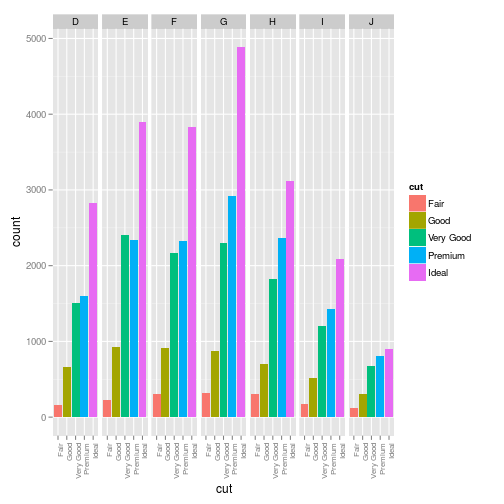 D E F G H I J
5000
4000
3000
2000
1000
0
count
Fair Good Very Good Premium Ideal Fair Good Very Good Premium Ideal Fair Good Very Good Premium Ideal Fair Good Very Good Premium Ideal Fair Good Very Good Premium Ideal Fair Good Very Good Premium Ideal Fair Good Very Good Premium Ideal
cut
cut
Fair
Good
Very Good
Premium
Ideal